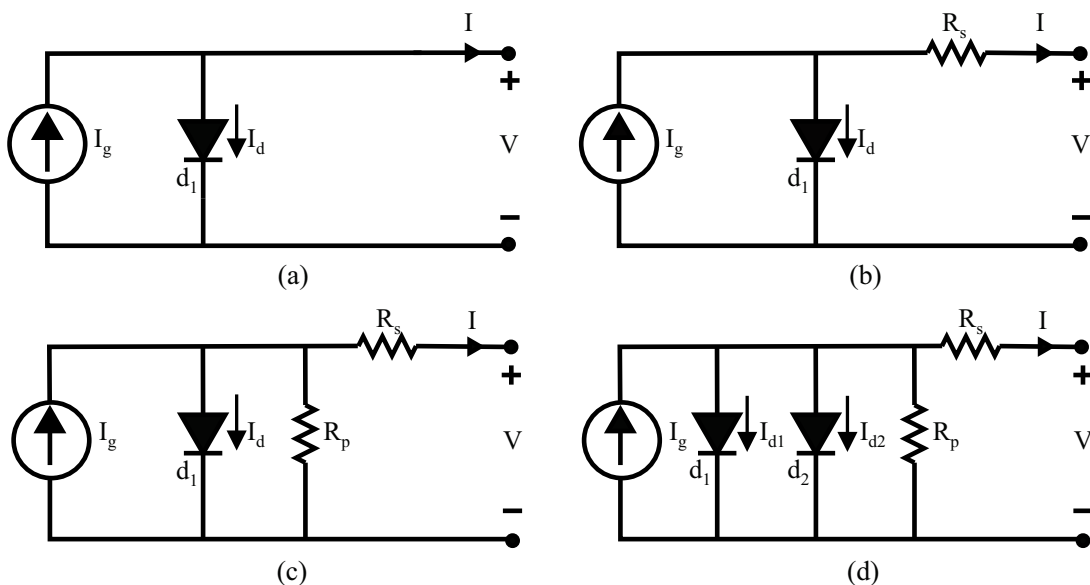 I
+
I_g
I_d
V
d_1
−
(a)
R_s
I
+
I_g
I_d
V
d_1
−
(b)
R_s
I
+
I_g
I_d
R_p
V
d_1
−
(c)
R_s
I
+
I_g
I_d1
I_d2
R_p
V
d_1
d_2
−
(d)